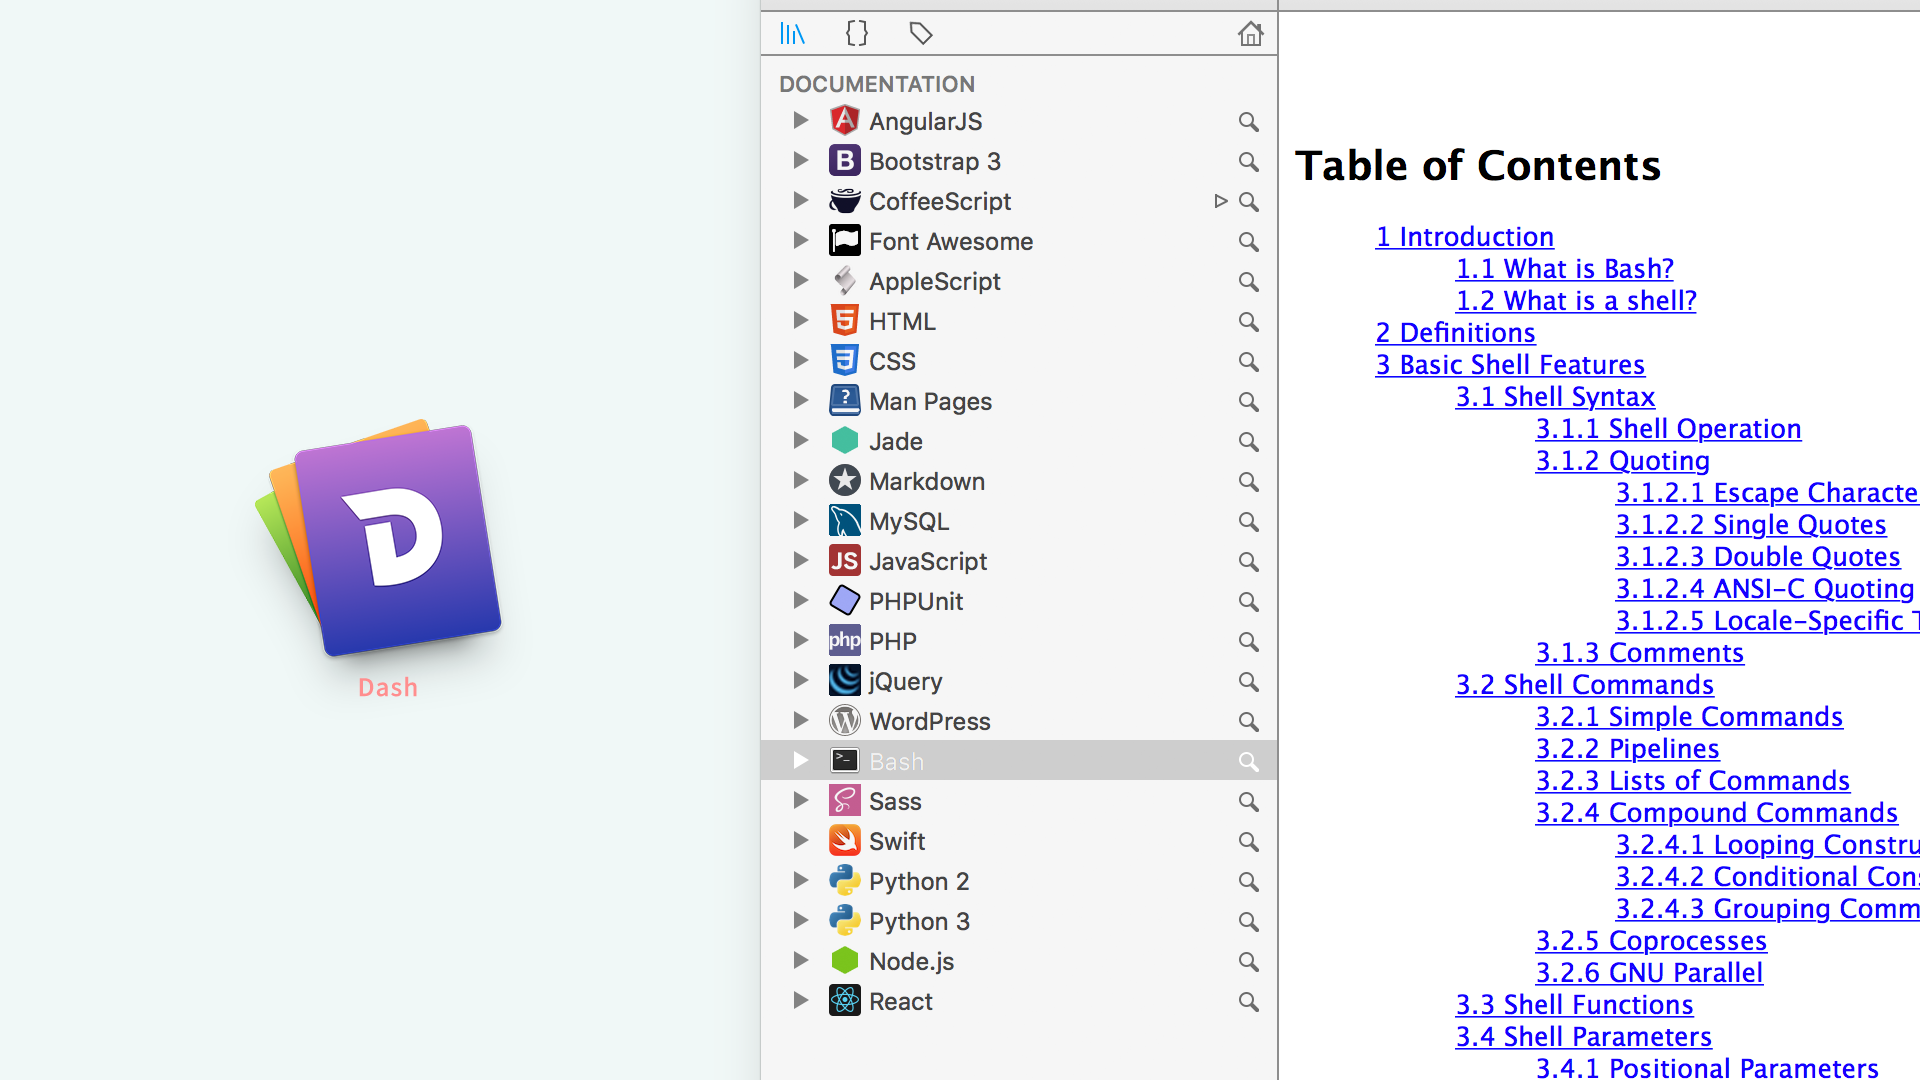 Dash
DOCUMENTATION
AngularJS
Bootstrap 3
CoffeeScript
Font Awesome
AppleScript
HTML
CSS
Man Pages
Jade
Markdown
MySQL
JavaScript
PHPUnit
PHP
jQuery
WordPress
Bash
Sass
Swift
Python 2
Python 3
Node.js
React
Table of Contents
1 Introduction
1.1 What is Bash?
1.2 What is a shell?
2 Definitions
3 Basic Shell Features
3.1 Shell Syntax
3.1.1 Shell Operation
3.1.2 Quoting
3.1.2.1 Escape Characte
3.1.2.2 Single Quotes
3.1.2.3 Double Quotes
3.1.2.4 ANSI-C Quoting
3.1.2.5 Locale-Specific T
3.1.3 Comments
3.2 Shell Commands
3.2.1 Simple Commands
3.2.2 Pipelines
3.2.3 Lists of Commands
3.2.4 Compound Commands
3.2.4.1 Looping Constru
3.2.4.2 Conditional Cons
3.2.4.3 Grouping Comm
3.2.5 Coprocesses
3.2.6 GNU Parallel
3.3 Shell Functions
3.4 Shell Parameters
3.4.1 Positional Parameters